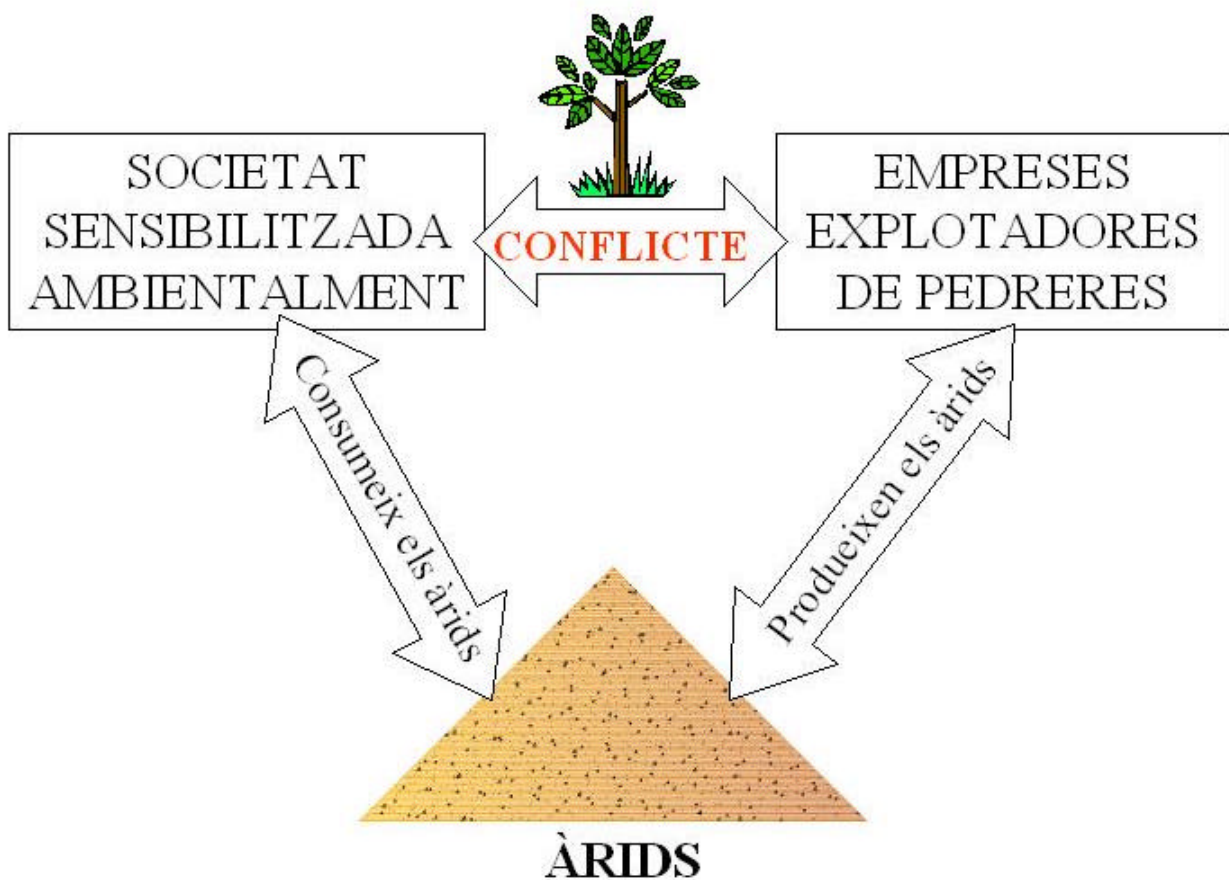 SOCIETAT
SENSIBILITZADA
AMBIENTALMENT
CONFLICTE
EMPRESES
EXPLOTADORES
DE PEDRERES
Consumeix els àrids
Produeixen els àrids
ÀRIDS